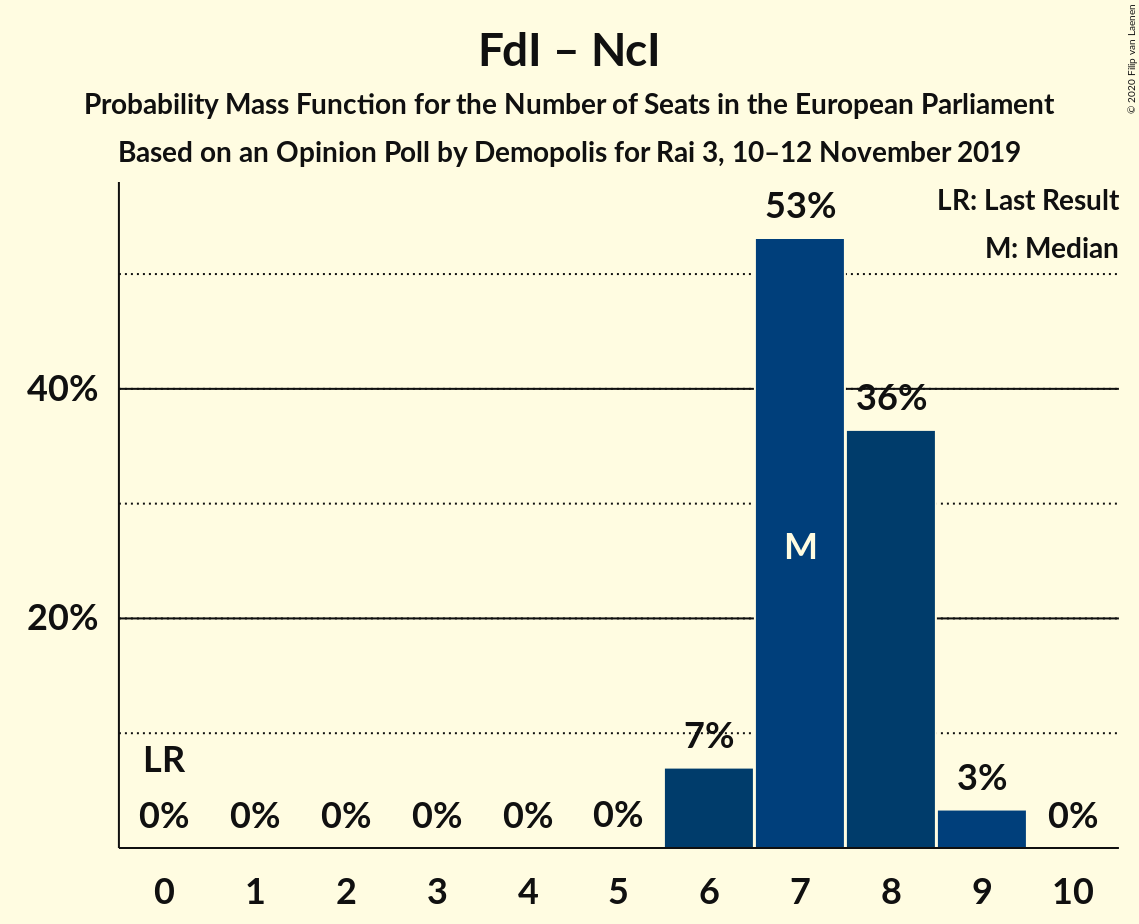 FdI – NcI
Probability Mass Function for the Number of Seats in the European Parliament
Based on an Opinion Poll by Demopolis for Rai 3, 10–12 November 2019
© 2020 Filip van Laenen
LR: Last Result
M: Median
53%
40%
36%
M
20%
7%
LR
3%
0% 0% 0% 0% 0% 0% 0%
0 1 2 3 4 5 6 7 8 9 10